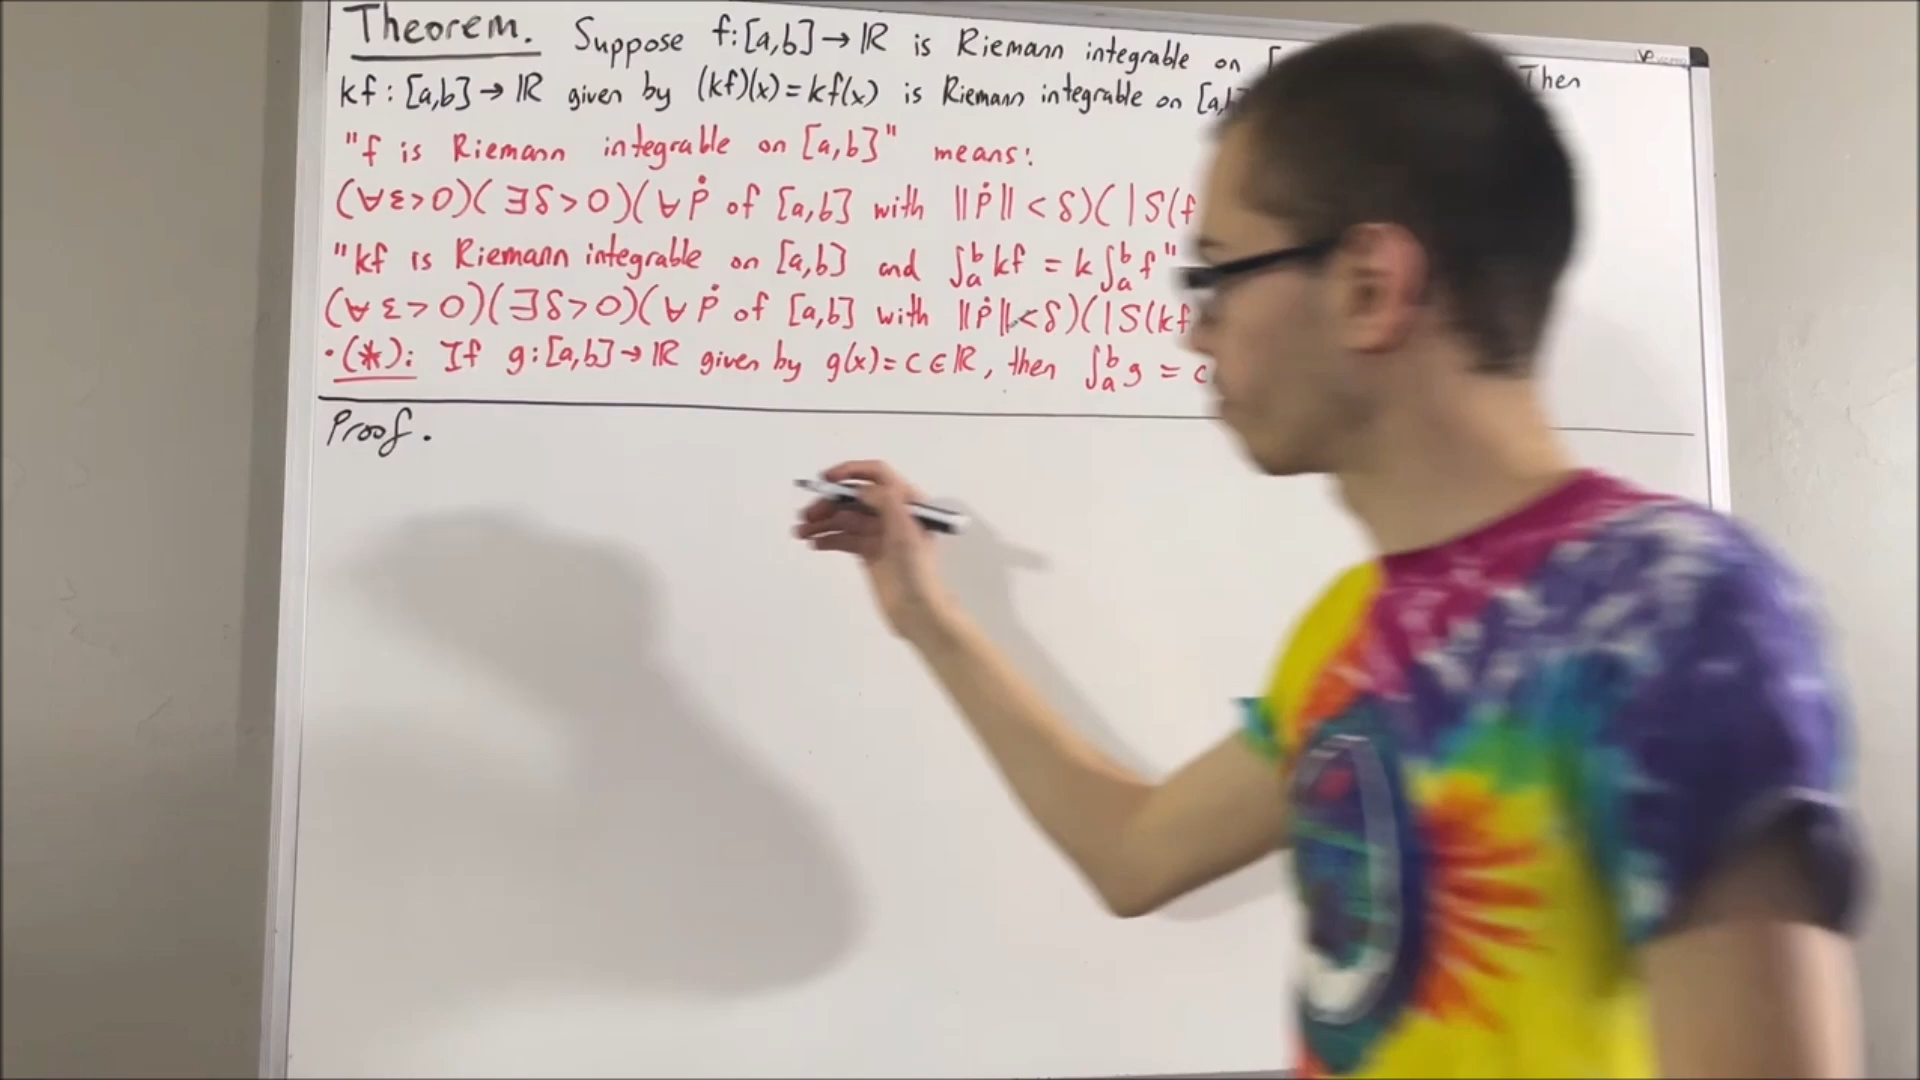 Theorem. Suppose f:[a,b]→ℝ is Riemann integrable on [
Then
kf:[a,b]→ℝ given by (kf)(x)=kf(x) is Riemann integrable on [a,b
"f is Riemann integrable on [a,b]" means:
(∀ε>0)(∃δ>0)(∀Ṗ of [a,b] with ||Ṗ||<δ)(|S(f
"kf is Riemann integrable on [a,b] and ∫ₐᵇ kf = k∫ₐᵇ f"
(∀ε>0)(∃δ>0)(∀Ṗ of [a,b] with ||Ṗ||<δ)(|S(kf
·(*): If g:[a,b]→ℝ given by g(x)=c∈ℝ, then ∫ₐᵇ g = c
Proof.